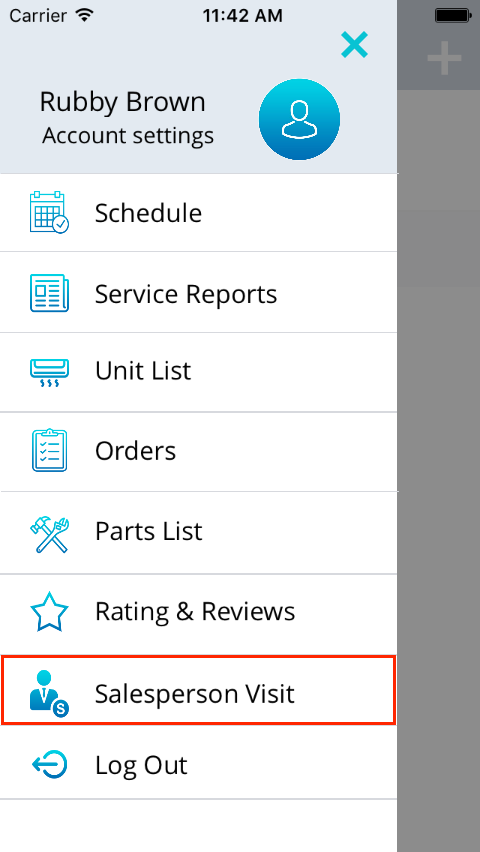 Carrier 11:42 AM
Rubby Brown
Account settings
Schedule
Service Reports
Unit List
Orders
Parts List
Rating & Reviews
S
Salesperson Visit
Log Out